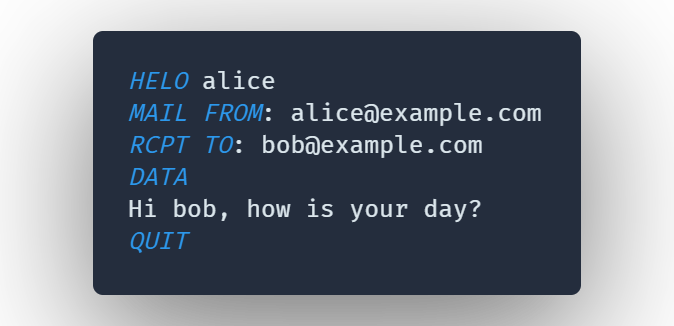 HELO alice
MAIL FROM: alice@example.com
RCPT TO: bob@example.com
DATA
Hi bob, how is your day?
QUIT